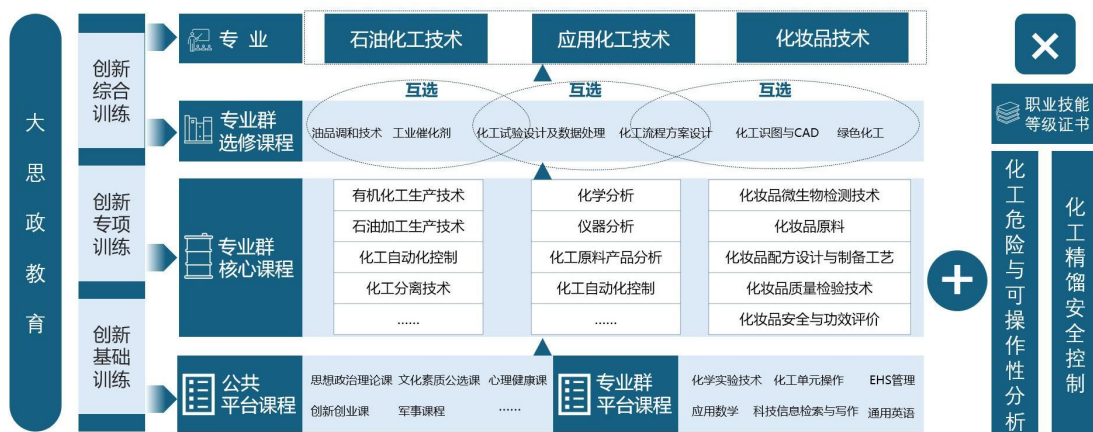 大思政教育
创新
综合
训练
创新
专项
训练
创新
基础
训练
专业
石油化工技术
应用化工技术
化妆品技术
互选
互选
互选
专业群
选修课程
油品调和技术
工业催化剂
化工试验设计及数据处理
化工流程方案设计
化工识图与CAD
绿色化工
专业群
核心课程
有机化工生产技术
石油加工生产技术
化工自动化控制
化工分离技术
……
化学分析
仪器分析
化工原料产品分析
化工自动化控制
……
化妆品微生物检测技术
化妆品原料
化妆品配方设计与制备工艺
化妆品质量检验技术
化妆品安全与功效评价
公共
平台课程
思想政治理论课 文化素质公选课 心理健康课
创新创业课 军事课程 ……
专业群
平台课程
化学实验技术 化工单元操作 EHS管理
应用数学 科技信息检索与写作 通用英语
职业技能
等级证书
化工危险与可操作性分析
化工精馏安全控制